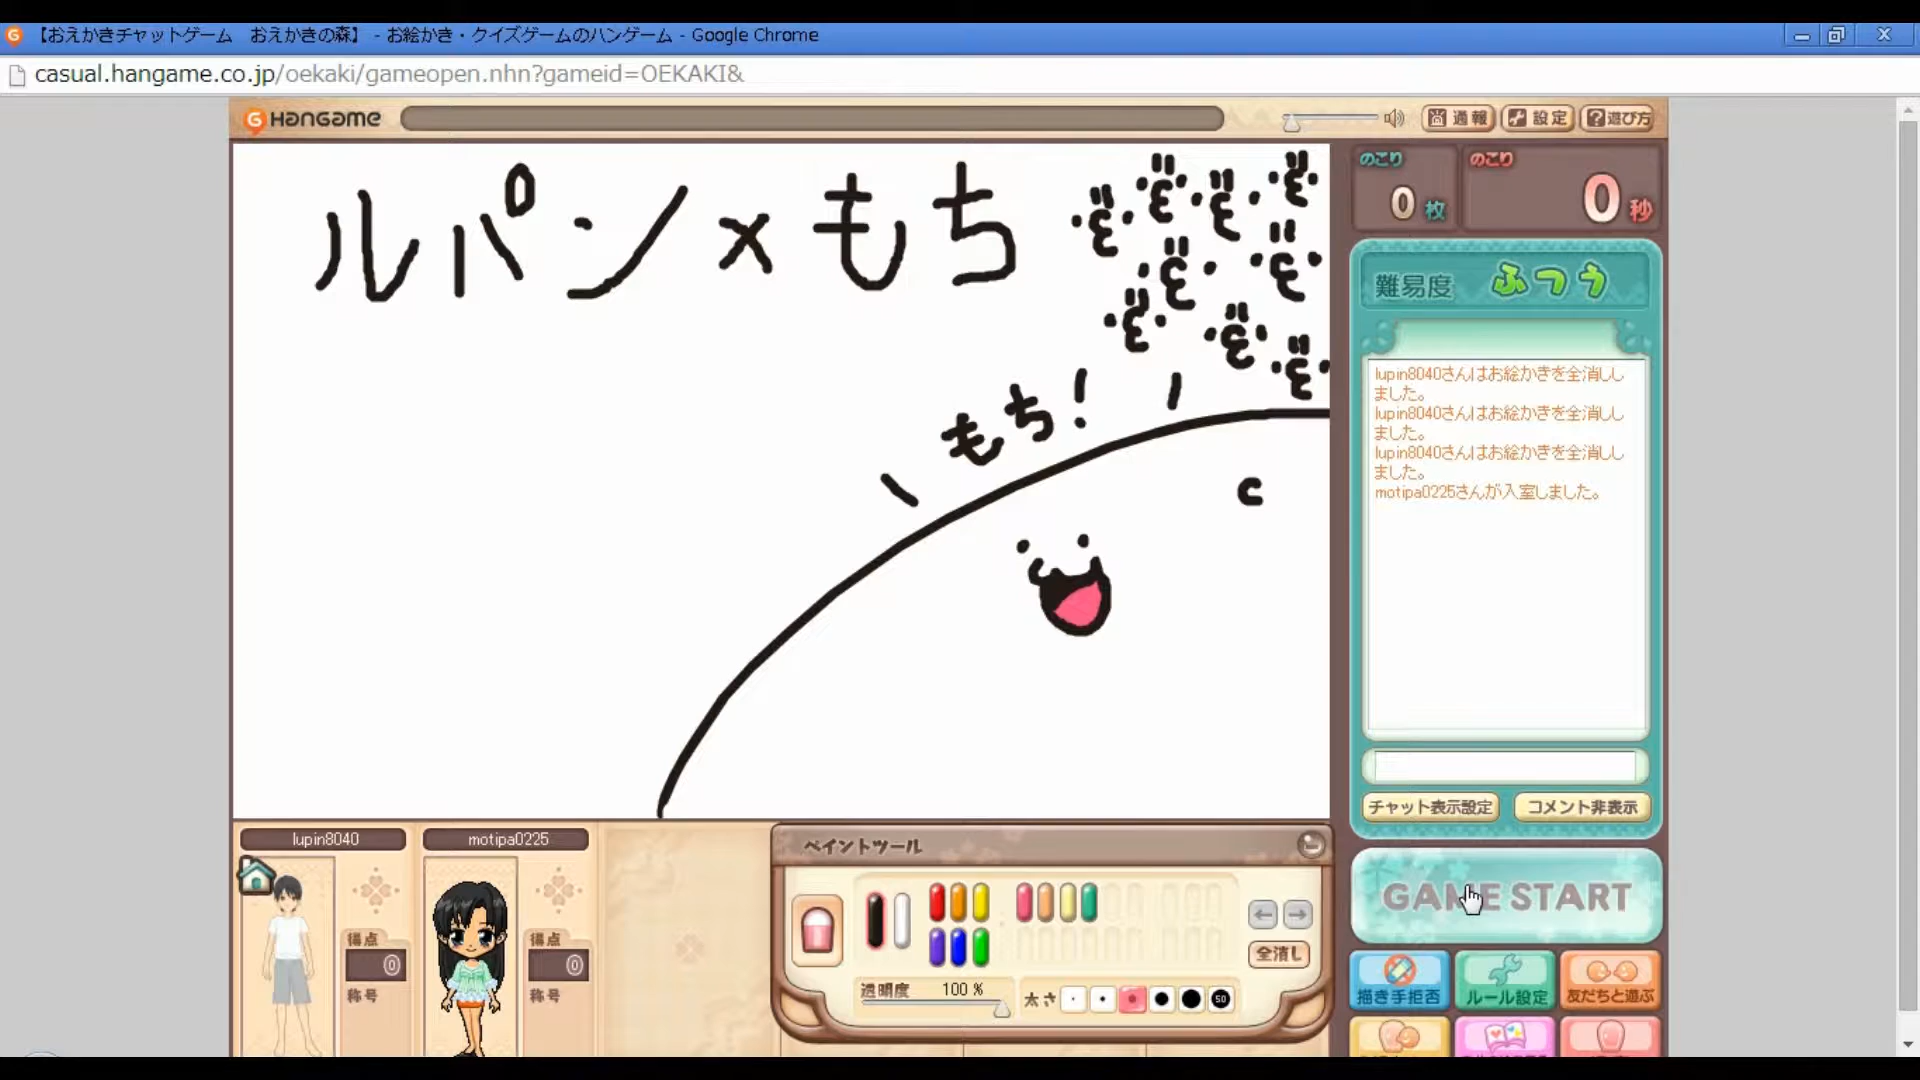 【おえかきチャットゲーム　おえかきの森】 - お絵かき・クイズゲームのハンゲーム - Google Chrome
casual.hangame.co.jp/oekaki/gameopen.nhn?gameid=OEKAKI&
HANGAME
通報
設定
遊び方
のこり
0枚
のこり
0秒
ルパン×もち
もち!
難易度 ふつう
lupin8040さんはお絵かきを全消しし
ました。
lupin8040さんはお絵かきを全消しし
ました。
lupin8040さんはお絵かきを全消しし
ました。
motipa0225さんが入室しました。
チャット表示設定
コメント非表示
lupin8040
得点
0
称号
motipa0225
得点
0
称号
ペイントツール
全消し
透明度 100 %
太さ
50
GAME START
描き手拒否
ルール設定
友だちと遊ぶ